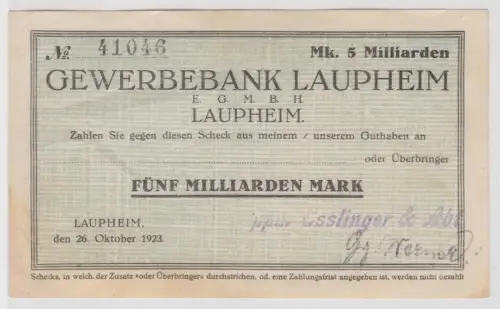 № 41046 Mk. 5 Milliarden
GEWERBEBANK LAUPHEIM
E. G. M. B. H.
LAUPHEIM.
Zahlen Sie gegen diesen Scheck aus meinem / unserem Guthaben an
oder Überbringer
FÜNF MILLIARDEN MARK
ppa. Esslinger &
LAUPHEIM,
den 26. Oktober 1923.
Schecks, in welch. der Zusatz »oder Überbringer« durchstrichen, od. eine Zahlungsfrist angegeben ist, werden nicht bezahlt